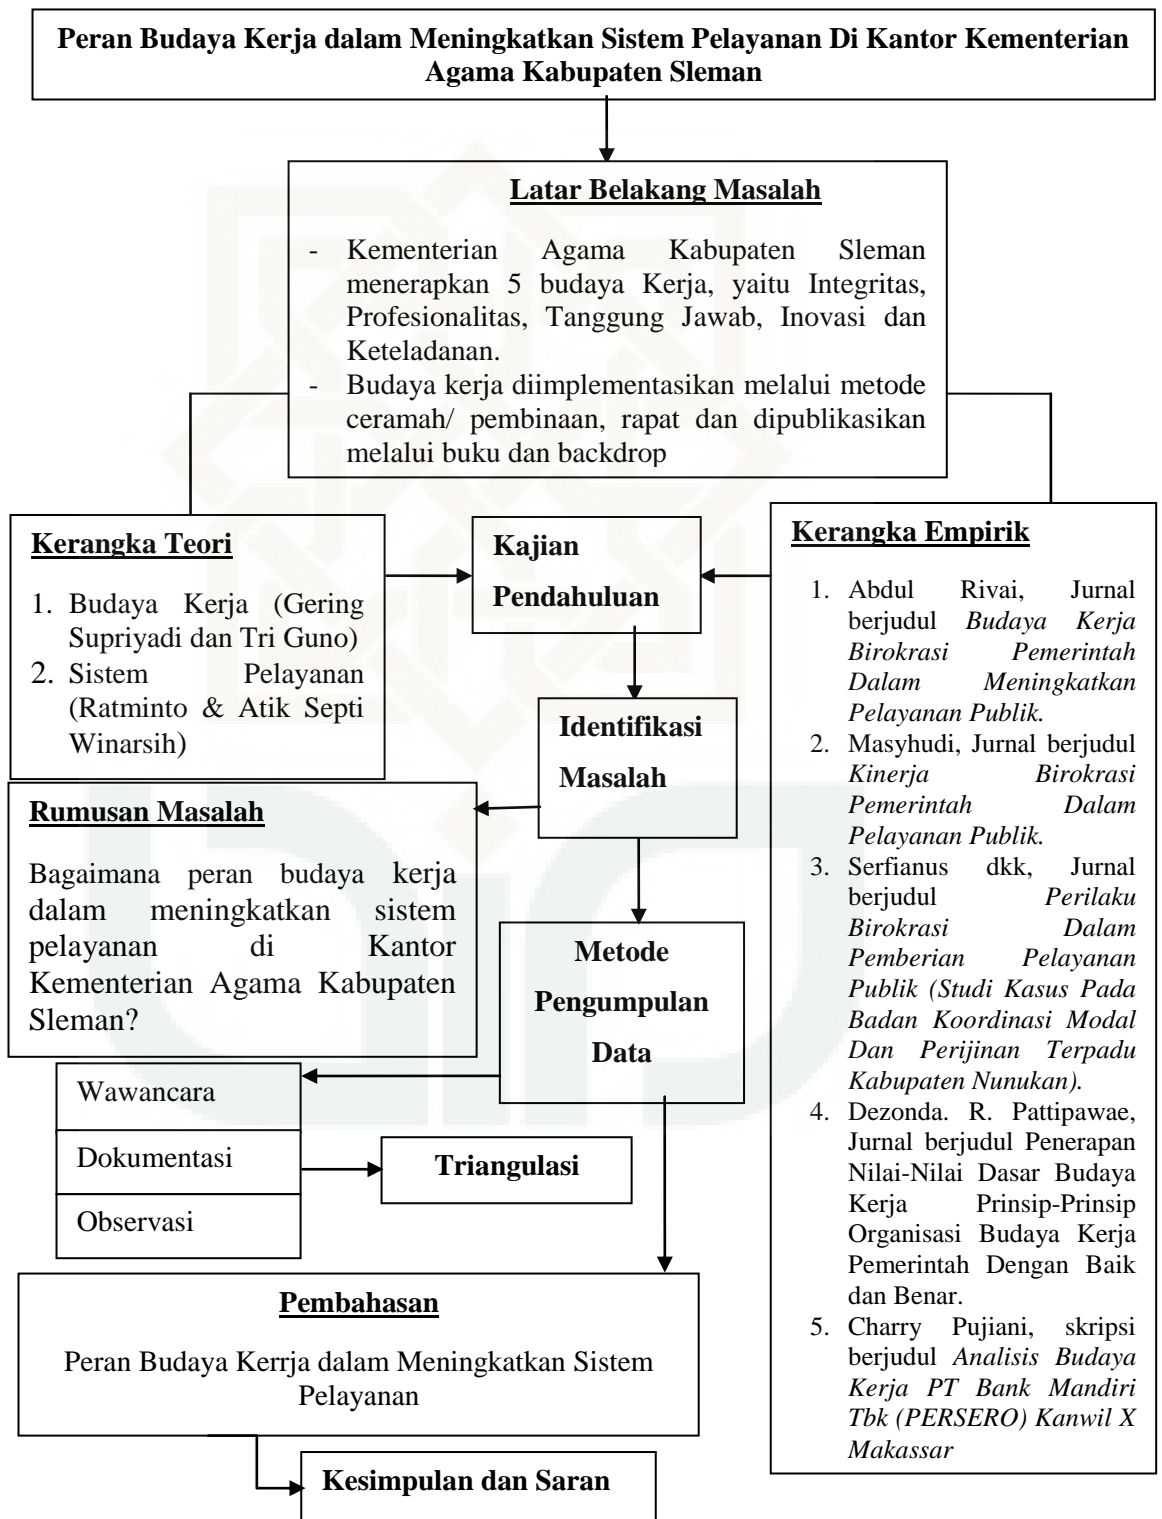 Peran Budaya Kerja dalam Meningkatkan Sistem Pelayanan Di Kantor Kementerian
Agama Kabupaten Sleman
Latar Belakang Masalah
- Kementerian Agama Kabupaten Sleman
menerapkan 5 budaya Kerja, yaitu Integritas,
Profesionalitas, Tanggung Jawab, Inovasi dan
Keteladanan.
- Budaya kerja diimplementasikan melalui metode
ceramah/ pembinaan, rapat dan dipublikasikan
melalui buku dan backdrop
Kerangka Teori
1. Budaya Kerja (Gering
Supriyadi dan Tri Guno)
2. Sistem Pelayanan
(Ratminto & Atik Septi
Winarsih)
Kajian
Pendahuluan
Kerangka Empirik
1. Abdul Rivai, Jurnal
berjudul Budaya Kerja
Birokrasi Pemerintah
Dalam Meningkatkan
Pelayanan Publik.
2. Masyhudi, Jurnal berjudul
Kinerja Birokrasi
Pemerintah Dalam
Pelayanan Publik.
3. Serfianus dkk, Jurnal
berjudul Perilaku
Birokrasi Dalam
Pemberian Pelayanan
Publik (Studi Kasus Pada
Badan Koordinasi Modal
Dan Perijinan Terpadu
Kabupaten Nunukan).
4. Dezonda. R. Pattipawae,
Jurnal berjudul Penerapan
Nilai-Nilai Dasar Budaya
Kerja Prinsip-Prinsip
Organisasi Budaya Kerja
Pemerintah Dengan Baik
dan Benar.
5. Charry Pujiani, skripsi
berjudul Analisis Budaya
Kerja PT Bank Mandiri
Tbk (PERSERO) Kanwil X
Makassar
Identifikasi
Masalah
Rumusan Masalah
Bagaimana peran budaya kerja
dalam meningkatkan sistem
pelayanan di Kantor
Kementerian Agama Kabupaten
Sleman?
Metode
Pengumpulan
Data
Wawancara
Dokumentasi
Observasi
Triangulasi
Pembahasan
Peran Budaya Kerrja dalam Meningkatkan Sistem
Pelayanan
Kesimpulan dan Saran